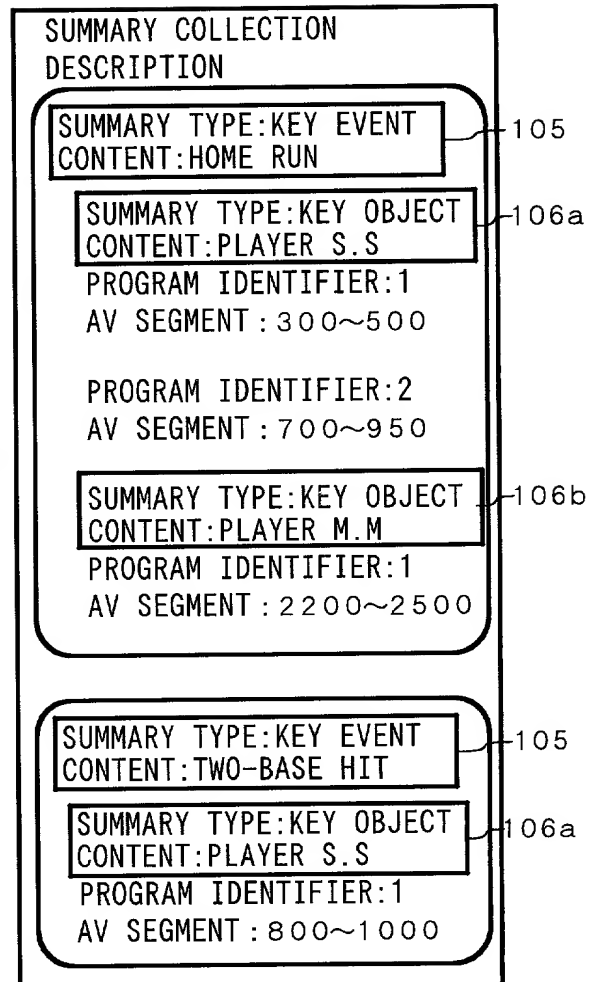 SUMMARY COLLECTION
DESCRIPTION
SUMMARY TYPE:KEY EVENT
CONTENT:HOME RUN
105
SUMMARY TYPE:KEY OBJECT
CONTENT:PLAYER S.S
106a
PROGRAM IDENTIFIER:1
AV SEGMENT:300~500
PROGRAM IDENTIFIER:2
AV SEGMENT:700~950
SUMMARY TYPE:KEY OBJECT
CONTENT:PLAYER M.M
106b
PROGRAM IDENTIFIER:1
AV SEGMENT:2200~2500
SUMMARY TYPE:KEY EVENT
CONTENT:TWO-BASE HIT
105
SUMMARY TYPE:KEY OBJECT
CONTENT:PLAYER S.S
106a
PROGRAM IDENTIFIER:1
AV SEGMENT:800~1000